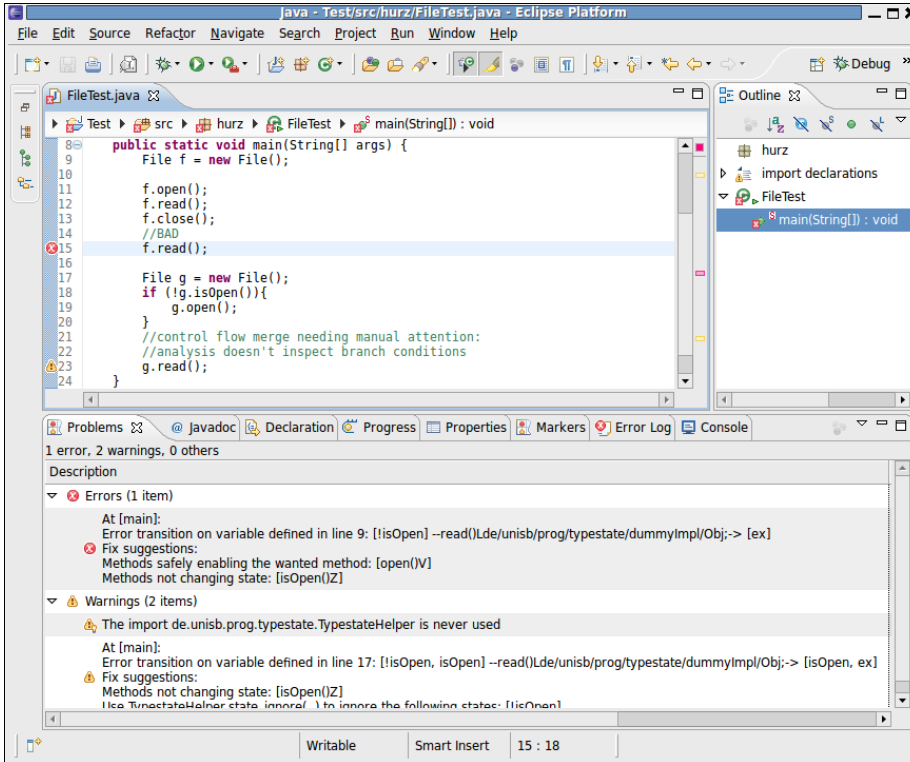 Java - Test/src/hurz/FileTest.java - Eclipse Platform
File Edit Source Refactor Navigate Search Project Run Window Help
Debug »
FileTest.java
Outline
Test src hurz FileTest main(String[]) : void
8 public static void main(String[] args) {
9 File f = new File();
10
11 f.open();
12 f.read();
13 f.close();
14 //BAD
15 f.read();
16
17 File g = new File();
18 if (!g.isOpen()){
19 g.open();
20 }
21 //control flow merge needing manual attention:
22 //analysis doesn't inspect branch conditions
23 g.read();
24 }
hurz
import declarations
FileTest
main(String[]) : void
Problems @ Javadoc Declaration Progress Properties Markers Error Log Console
1 error, 2 warnings, 0 others
Description
Errors (1 item)
At [main]:
Error transition on variable defined in line 9: [!isOpen] --read()Lde/unisb/prog/typestate/dummyImpl/Obj;-> [ex]
Fix suggestions:
Methods safely enabling the wanted method: [open()V]
Methods not changing state: [isOpen()Z]
Warnings (2 items)
The import de.unisb.prog.typestate.TypestateHelper is never used
At [main]:
Error transition on variable defined in line 17: [!isOpen, isOpen] --read()Lde/unisb/prog/typestate/dummyImpl/Obj;-> [isOpen, ex]
Fix suggestions:
Methods not changing state: [isOpen()Z]
Use TypestateHelper.state_ignore(..) to ignore the following states: [!isOpen]
Writable Smart Insert 15 : 18